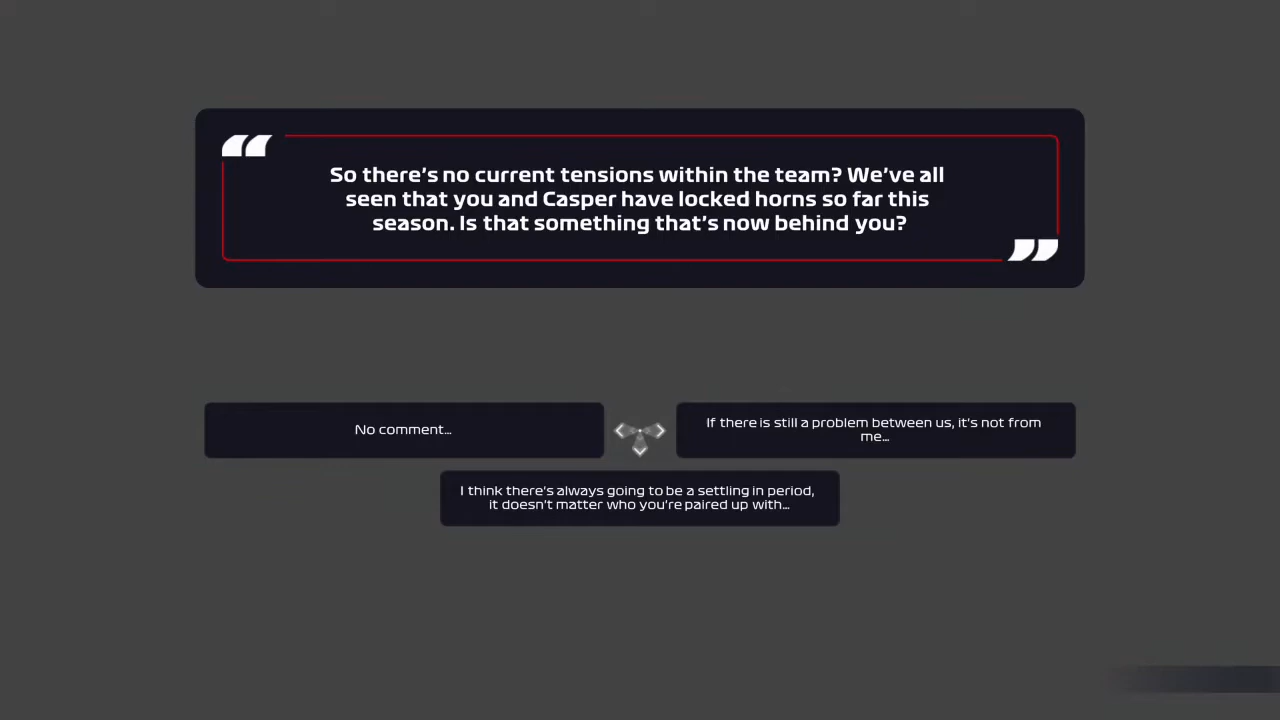 So there's no current tensions within the team? We've all
seen that you and Casper have locked horns so far this
season. Is that something that's now behind you?
No comment...
If there is still a problem between us, it's not from
me...
I think there's always going to be a settling in period,
it doesn't matter who you're paired up with...